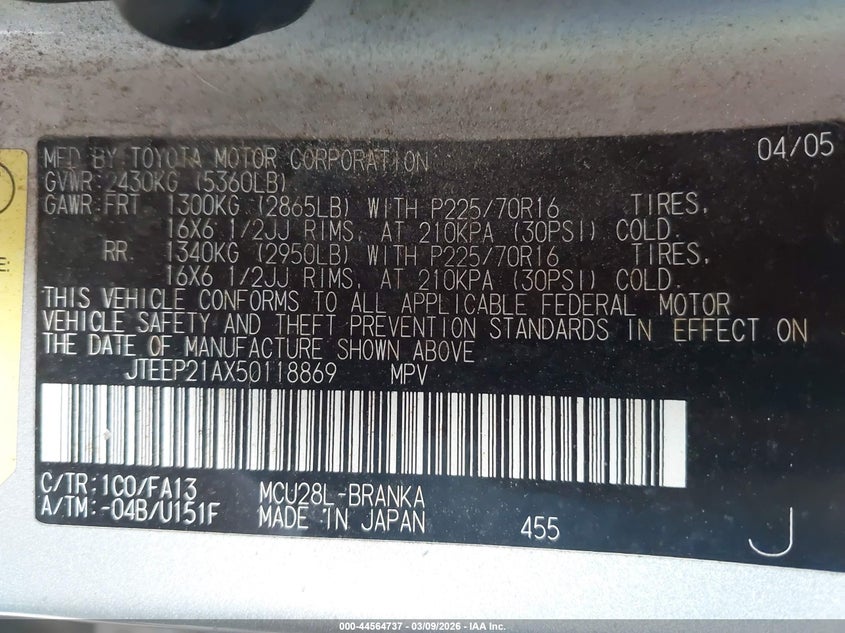 04/05
MFD BY TOYOTA MOTOR CORPORATION
GVWR: 2430KG (5360LB)
GAWR:FRT 1300KG (2865LB) WITH P225/70R16 TIRES,
16X6 1/2JJ RIMS, AT 210KPA (30PSI) COLD.
RR 1340KG (2950LB) WITH P225/70R16 TIRES,
16X6 1/2JJ RIMS, AT 210KPA (30PSI) COLD.
THIS VEHICLE CONFORMS TO ALL APPLICABLE FEDERAL MOTOR
VEHICLE SAFETY AND THEFT PREVENTION STANDARDS IN EFFECT ON
THE DATE OF MANUFACTURE SHOWN ABOVE
JTEEP21AX50118869 MPV
C/TR:1C0/FA13 MCU28L-BRANKA
A/TM:-04B/U151F MADE IN JAPAN 455
J
E:
000-44564737 - 03/09/2026 - IAA Inc.